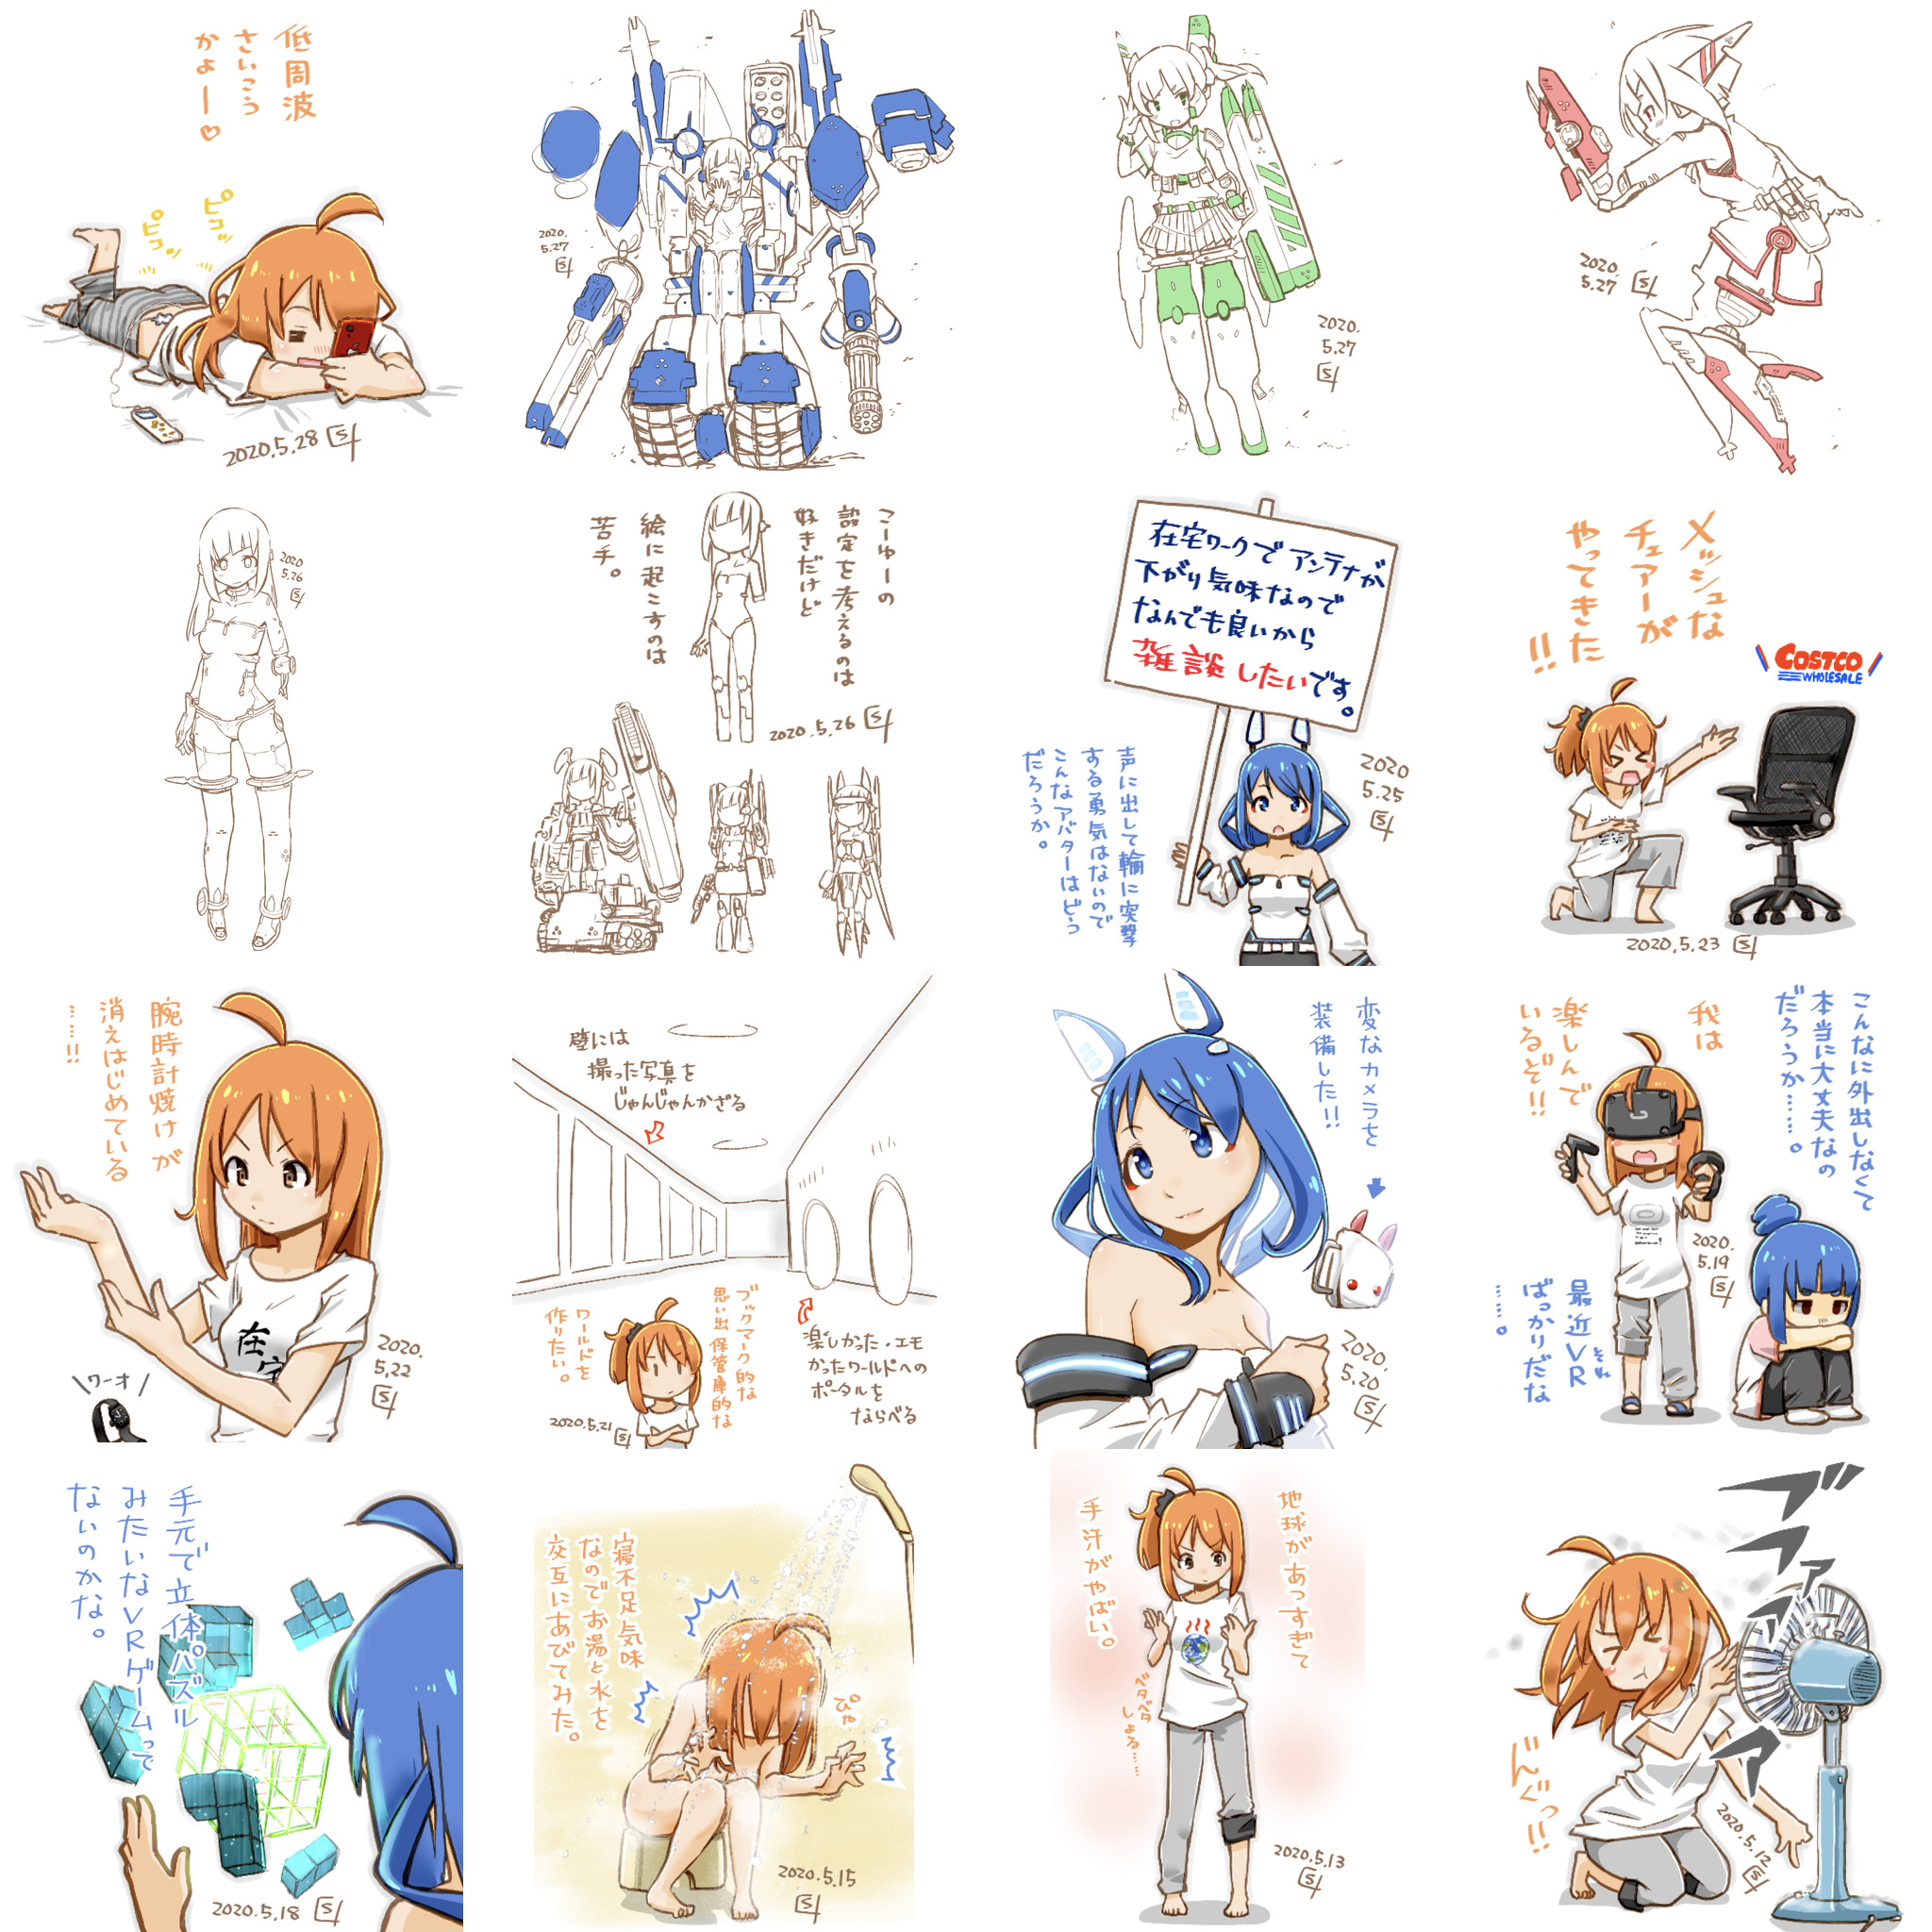 低周波
さいこう
かよー♡
ピコッ
ピコッ
2020.5.28
2020.
5.27
2020.
5.27
2020.
5.27
2020
5.26
こーゆーの
設定を考えるのは
好きだけど
絵に起こすのは
苦手。
2020.5.26
在宅ワークでアンテナが
下がり気味なので
なんでも良いから
雑談したいです。
声に出して輪に突撃
する勇気はないので
こんなアバターはどう
だろうか。
2020
5.25
メッシュな
チェアーが
やってきた
!!
COSTCO
WHOLESALE
2020.5.23
腕時計焼けが
消えはじめている
……!!
在宅
\ワーオ/
2020.
5.22
壁には
撮った写真を
じゃんじゃんかざる
ブックマーク的な
思い出保管庫的な
ワールドを
作りたい。
楽しかった・エモ
かったワールドへの
ポータルを
ならべる
2020.5.21
変なカメラを
装備した!!
2020.
5.20
こんなに外出しなくて
本当に大丈夫なの
だろうか……。
我は
楽しんで
いるぞ!!
2020.
5.19
最近VR
ばっかりだな
……。
手元で立体パズル
みたいなVRゲームって
ないのかな。
2020.5.18
寝不足気味
なのでお湯と水を
交互にあびてみた。
ぴゃ
2020.5.15
地球があっすぎて
手汗がやばい。
ベタベタ
しよる……
2020.5.13
ブファァァ
んぐっ!!
2020.5.12